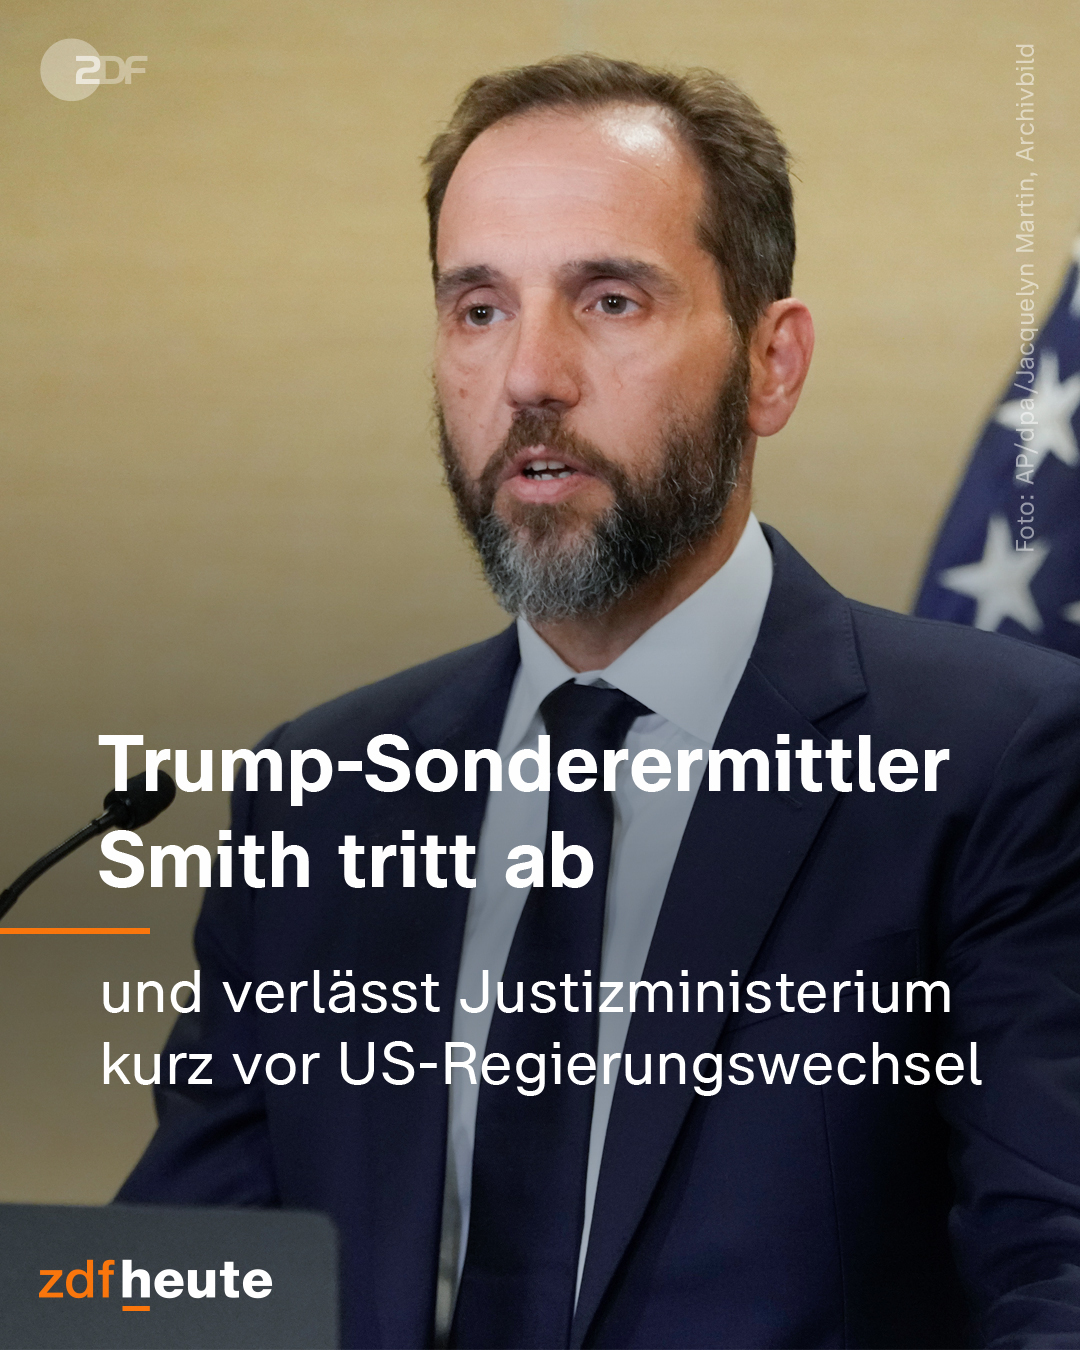 ZDF
Foto: AP/dpa/Jacquelyn Martin, Archivbild
Trump-Sonderermittler
Smith tritt ab
und verlässt Justizministerium
kurz vor US-Regierungswechsel
zdfheute